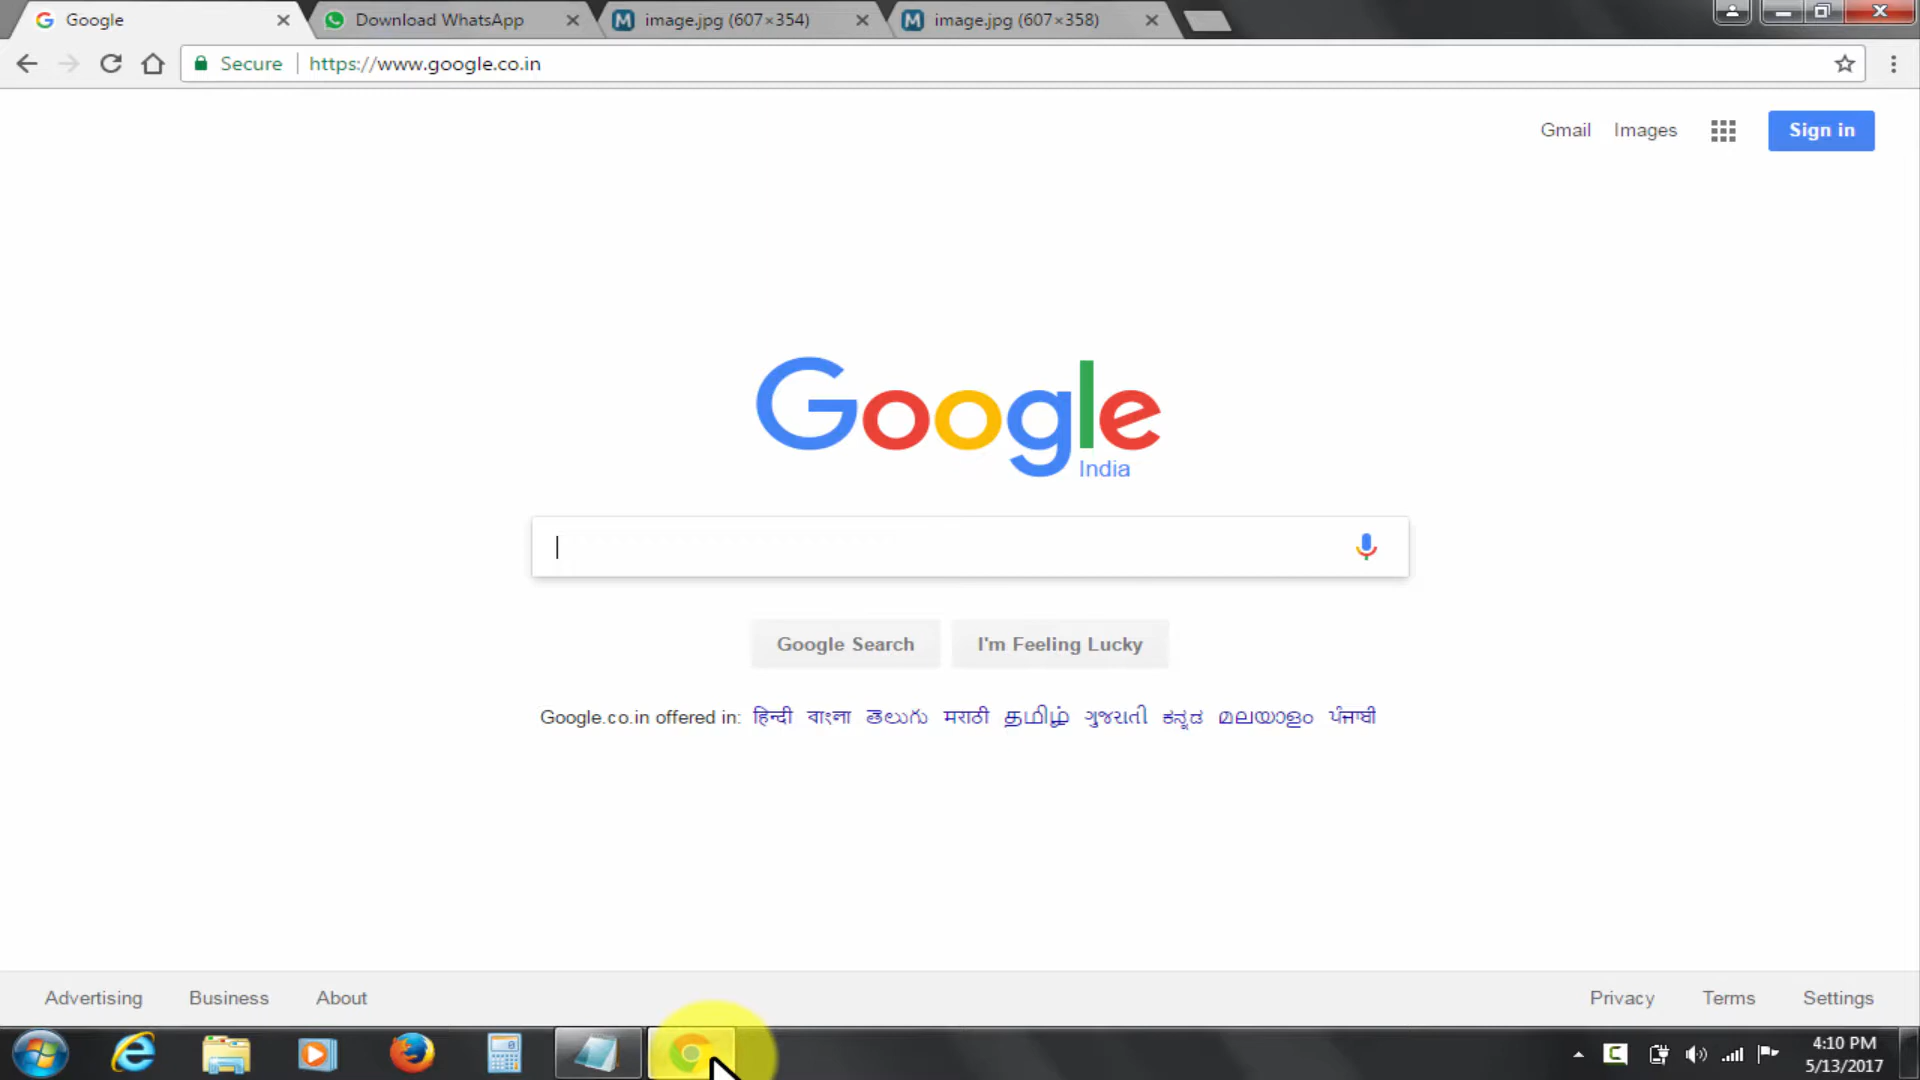 Google
Download WhatsApp
image.jpg (607×354)
image.jpg (607×358)
Secure
https://www.google.co.in
Gmail Images Sign in
Google
India
Google Search I'm Feeling Lucky
Google.co.in offered in: हिन्दी বাংলা తెలుగు मराठी தமிழ் ગુજરાતી ಕನ್ನಡ മലയാളം ਪੰਜਾਬੀ
Advertising Business About Privacy Terms Settings
4:10 PM
5/13/2017